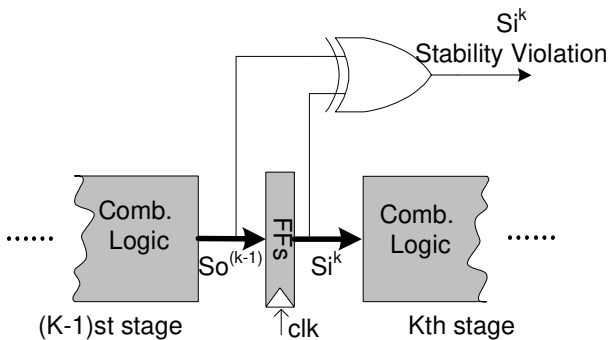 Si^k
Stability Violation
Comb.
Logic
FFs
Comb.
Logic
......
So^(k-1)
Si^k
......
(K-1)st stage
clk
Kth stage